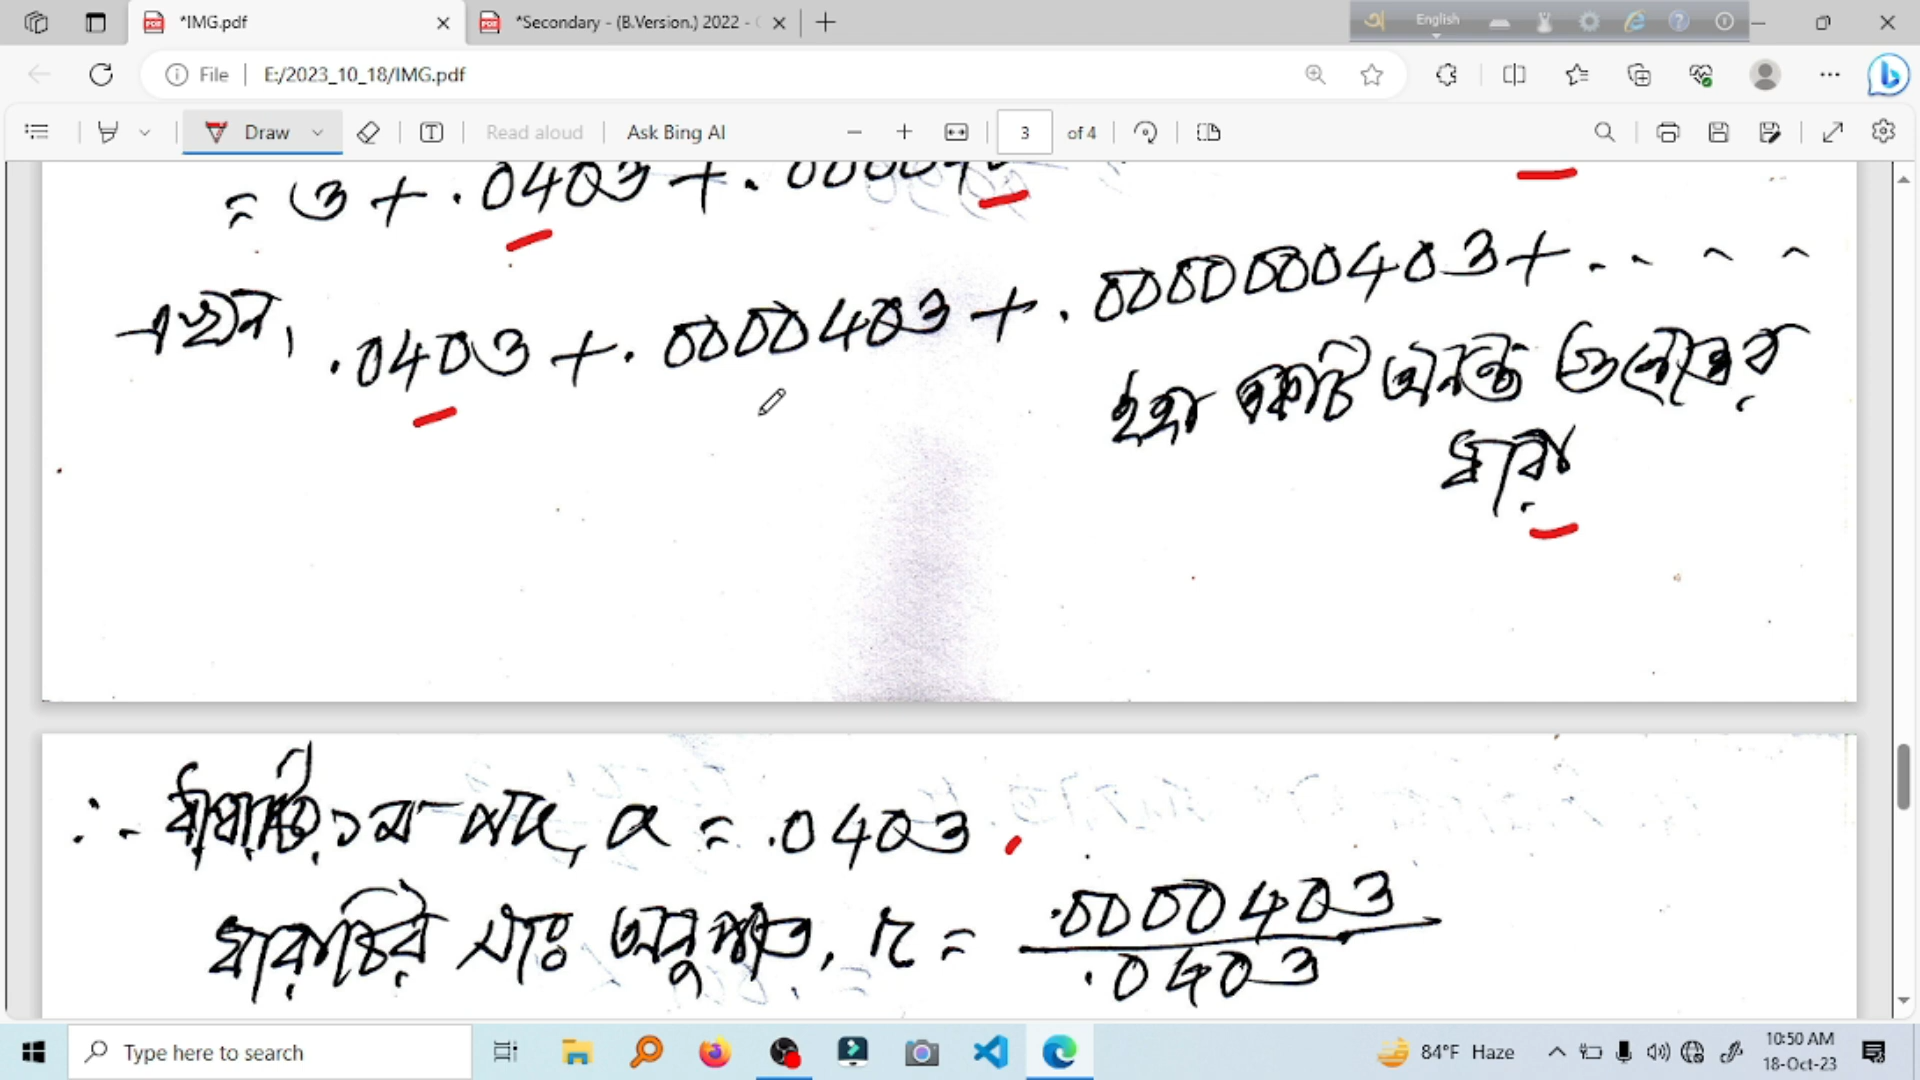 *IMG.pdf
*Secondary - (B.Version.) 2022 -
English
File
E:/2023_10_18/IMG.pdf
Draw
Read aloud
Ask Bing AI
3 of 4
= 3 + .0403 + .00004
এখন, .0403 + .0000403 + .0000000403 + ....
ইহা একটি অনন্ত গুণোত্তর
ধারা
∴ ধারাটির ১ম পদ, a = .0403
ধারাটির সাঃ অনুপাত, r = .0000403
.0403
Type here to search
84°F Haze
10:50 AM
18-Oct-23